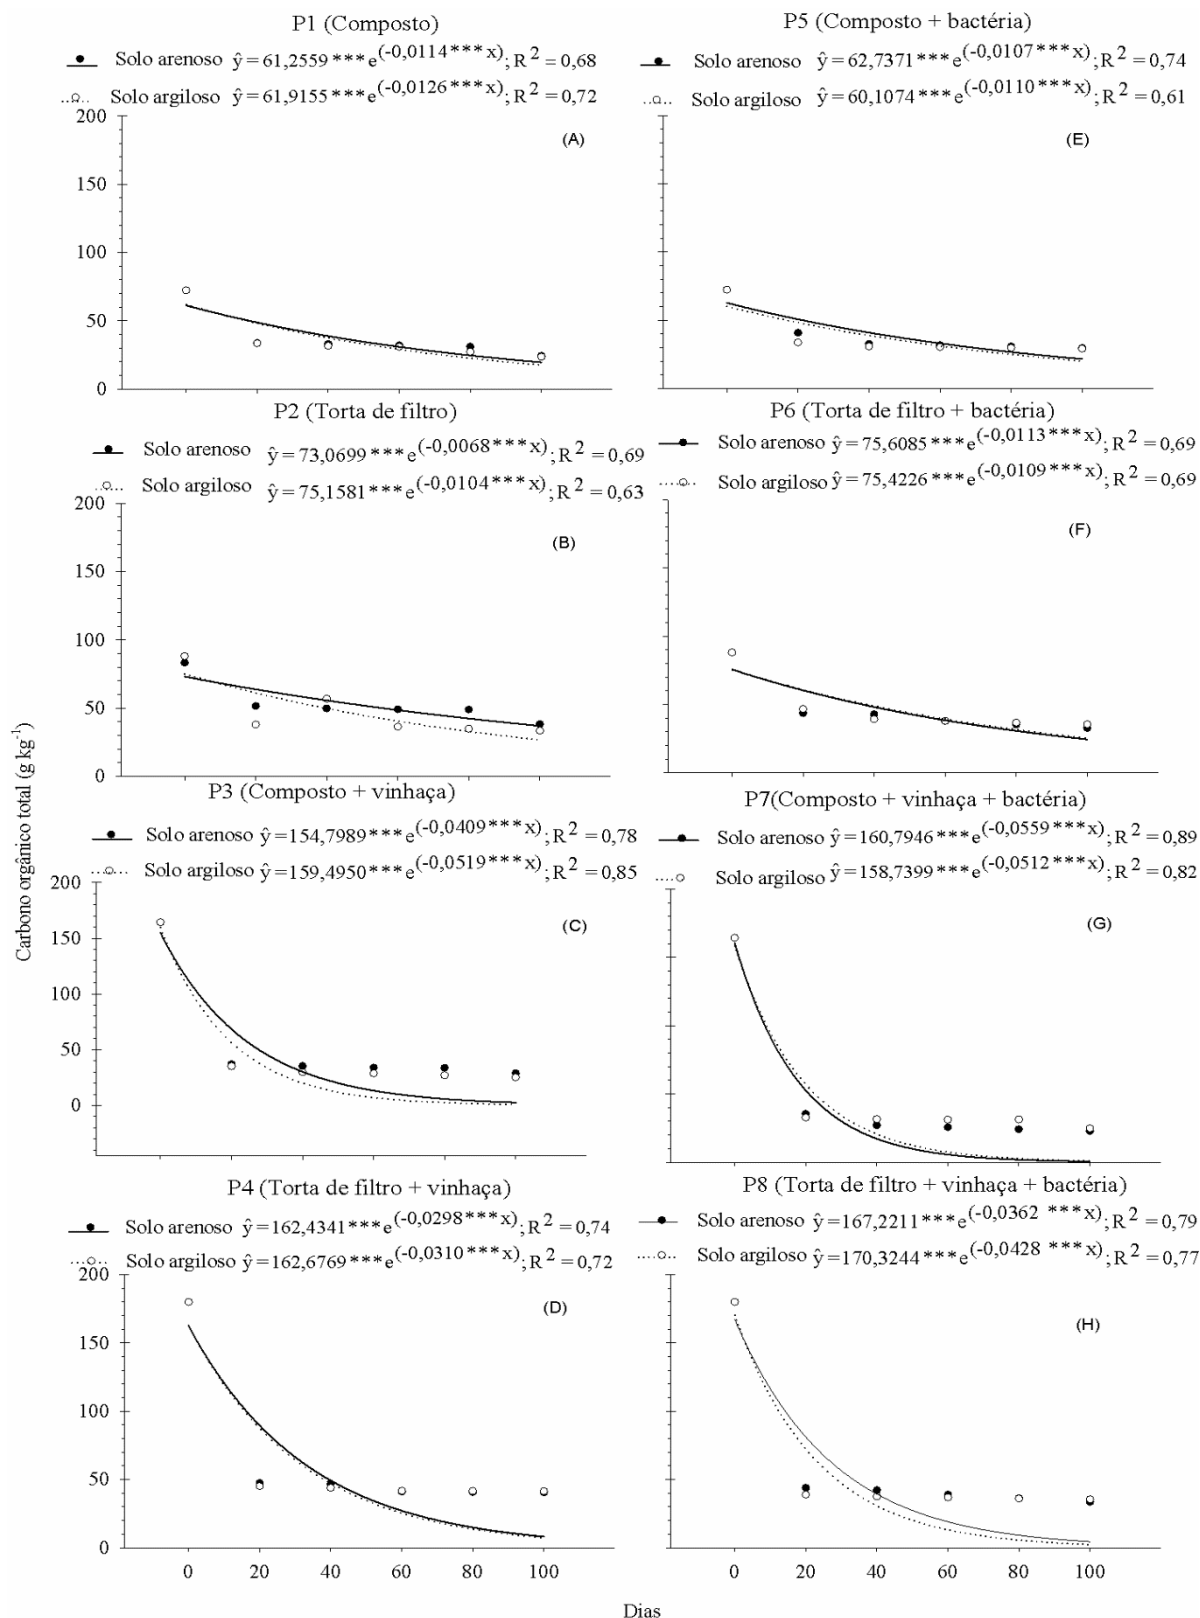 P1 (Composto)
Solo arenoso ŷ = 61,2559 *** e^(-0,0114 *** x); R² = 0,68
Solo argiloso ŷ = 61,9155 *** e^(-0,0126 *** x); R² = 0,72
200
(A)
150
100
50
0
P5 (Composto + bactéria)
Solo arenoso ŷ = 62,7371 *** e^(-0,0107 *** x); R² = 0,74
Solo argiloso ŷ = 60,1074 *** e^(-0,0110 *** x); R² = 0,61
(E)
P2 (Torta de filtro)
Solo arenoso ŷ = 73,0699 *** e^(-0,0068 *** x); R² = 0,69
Solo argiloso ŷ = 75,1581 *** e^(-0,0104 *** x); R² = 0,63
200
(B)
150
100
50
0
P6 (Torta de filtro + bactéria)
Solo arenoso ŷ = 75,6085 *** e^(-0,0113 *** x); R² = 0,69
Solo argiloso ŷ = 75,4226 *** e^(-0,0109 *** x); R² = 0,69
(F)
Carbono orgânico total (g kg⁻¹)
P3 (Composto + vinhaça)
Solo arenoso ŷ = 154,7989 *** e^(-0,0409 *** x); R² = 0,78
Solo argiloso ŷ = 159,4950 *** e^(-0,0519 *** x); R² = 0,85
200
(C)
150
100
50
0
P7(Composto + vinhaça + bactéria)
Solo arenoso ŷ = 160,7946 *** e^(-0,0559 *** x); R² = 0,89
Solo argiloso ŷ = 158,7399 *** e^(-0,0512 *** x); R² = 0,82
(G)
P4 (Torta de filtro + vinhaça)
Solo arenoso ŷ = 162,4341 *** e^(-0,0298 *** x); R² = 0,74
Solo argiloso ŷ = 162,6769 *** e^(-0,0310 *** x); R² = 0,72
200
(D)
150
100
50
0
0 20 40 60 80 100
P8 (Torta de filtro + vinhaça + bactéria)
Solo arenoso ŷ = 167,2211 *** e^(-0,0362 *** x); R² = 0,79
Solo argiloso ŷ = 170,3244 *** e^(-0,0428 *** x); R² = 0,77
(H)
0 20 40 60 80 100
Dias